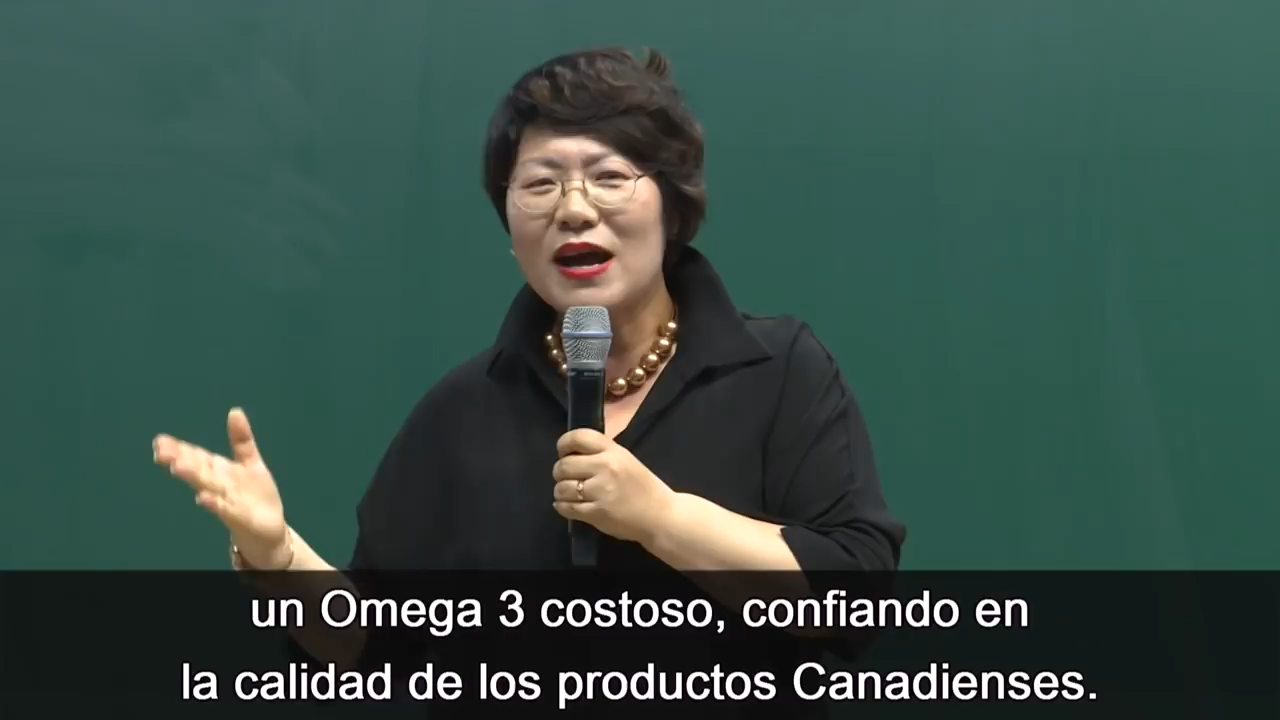 un Omega 3 costoso, confiando en
la calidad de los productos Canadienses.